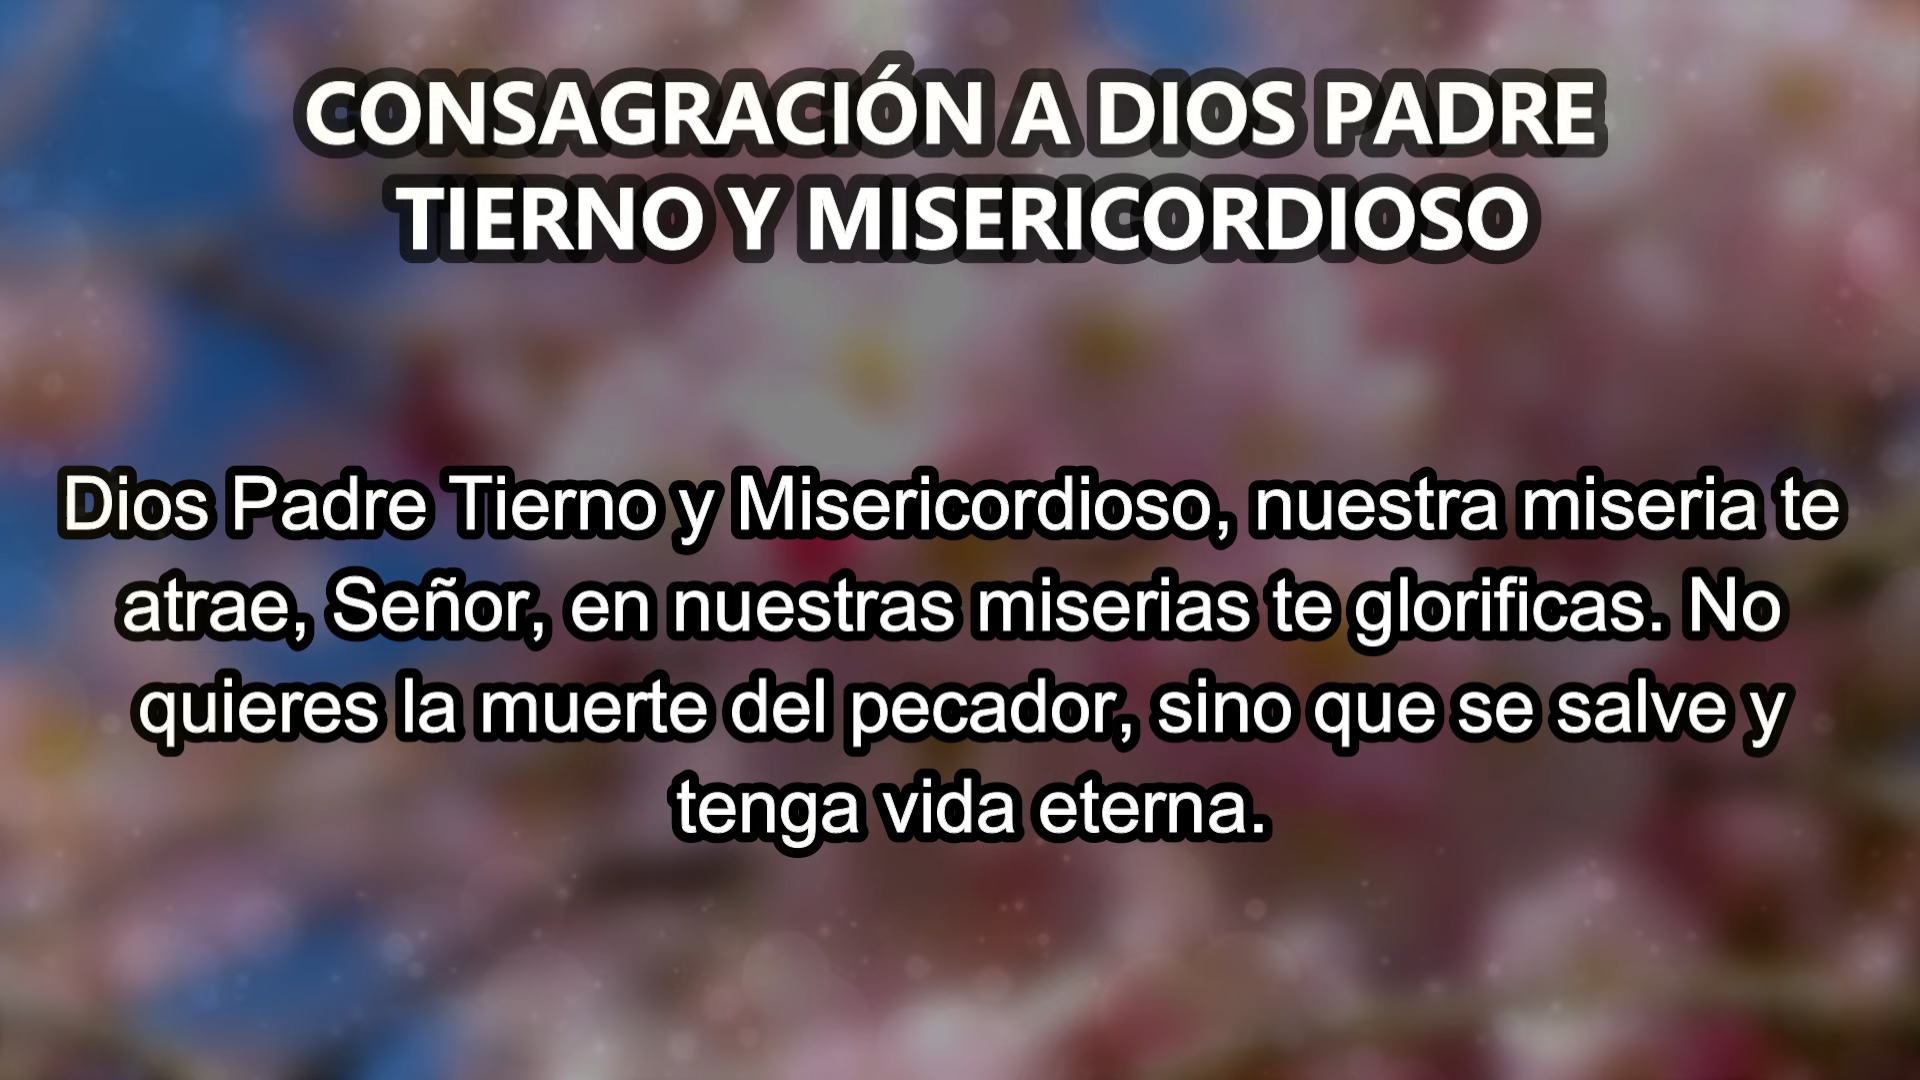 CONSAGRACIÓN A DIOS PADRE
TIERNO Y MISERICORDIOSO
Dios Padre Tierno y Misericordioso, nuestra miseria te
atrae, Señor, en nuestras miserias te glorificas. No
quieres la muerte del pecador, sino que se salve y
tenga vida eterna.